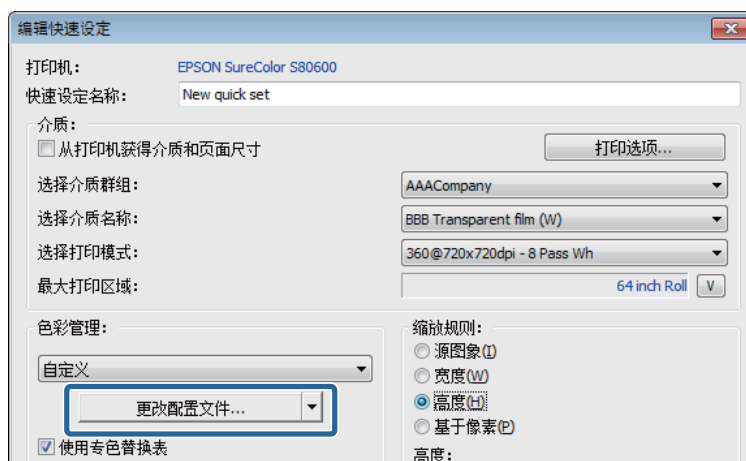 编辑快速设定
打印机: EPSON SureColor S80600
快速设定名称: New quick set
介质:
从打印机获得介质和页面尺寸 打印选项...
选择介质群组: AAACompany
选择介质名称: BBB Transparent film (W)
选择打印模式: 360@720x720dpi - 8 Pass Wh
最大打印区域: 64 inch Roll V
色彩管理:
自定义
更改配置文件...
使用专色替换表
缩放规则:
源图象(I)
宽度(W)
高度(H)
基于像素(P)
高度: